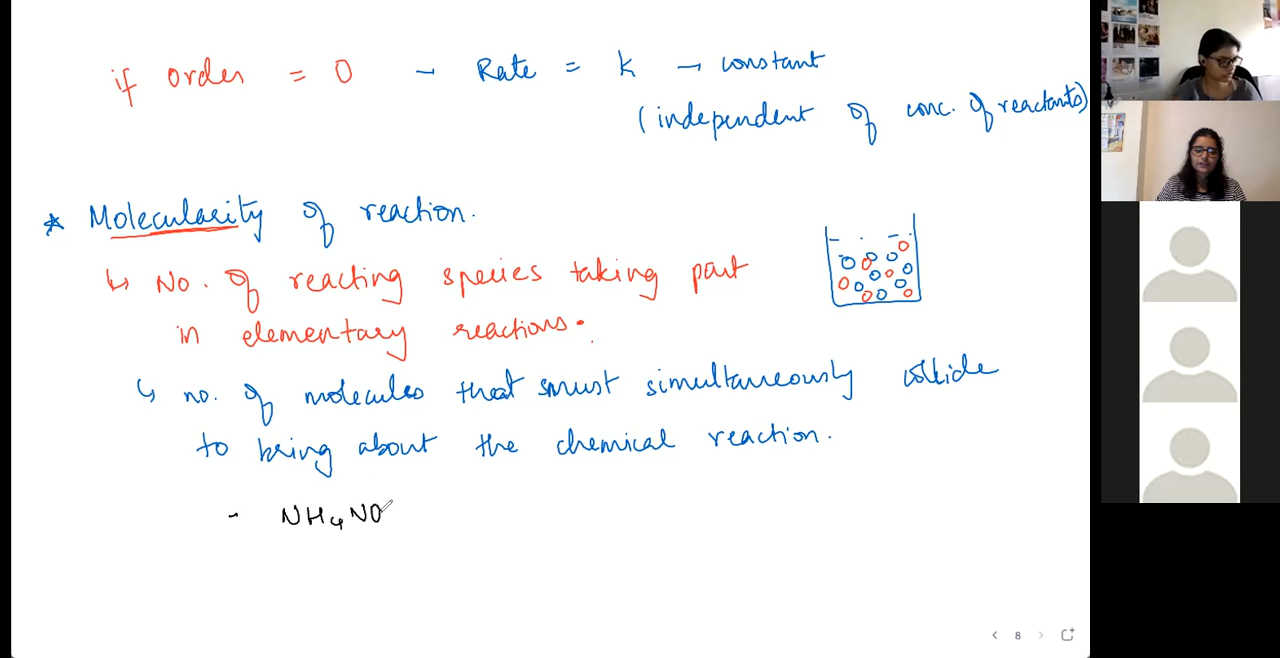 if order = 0 - Rate = k → constant
(independent of conc. of reactants)
* Molecularity of reaction.
↳ No. of reacting species taking part
in elementary reactions.
↳ no. of molecules that must simultaneously collide
to bring about the chemical reaction.
- NH4NO
8